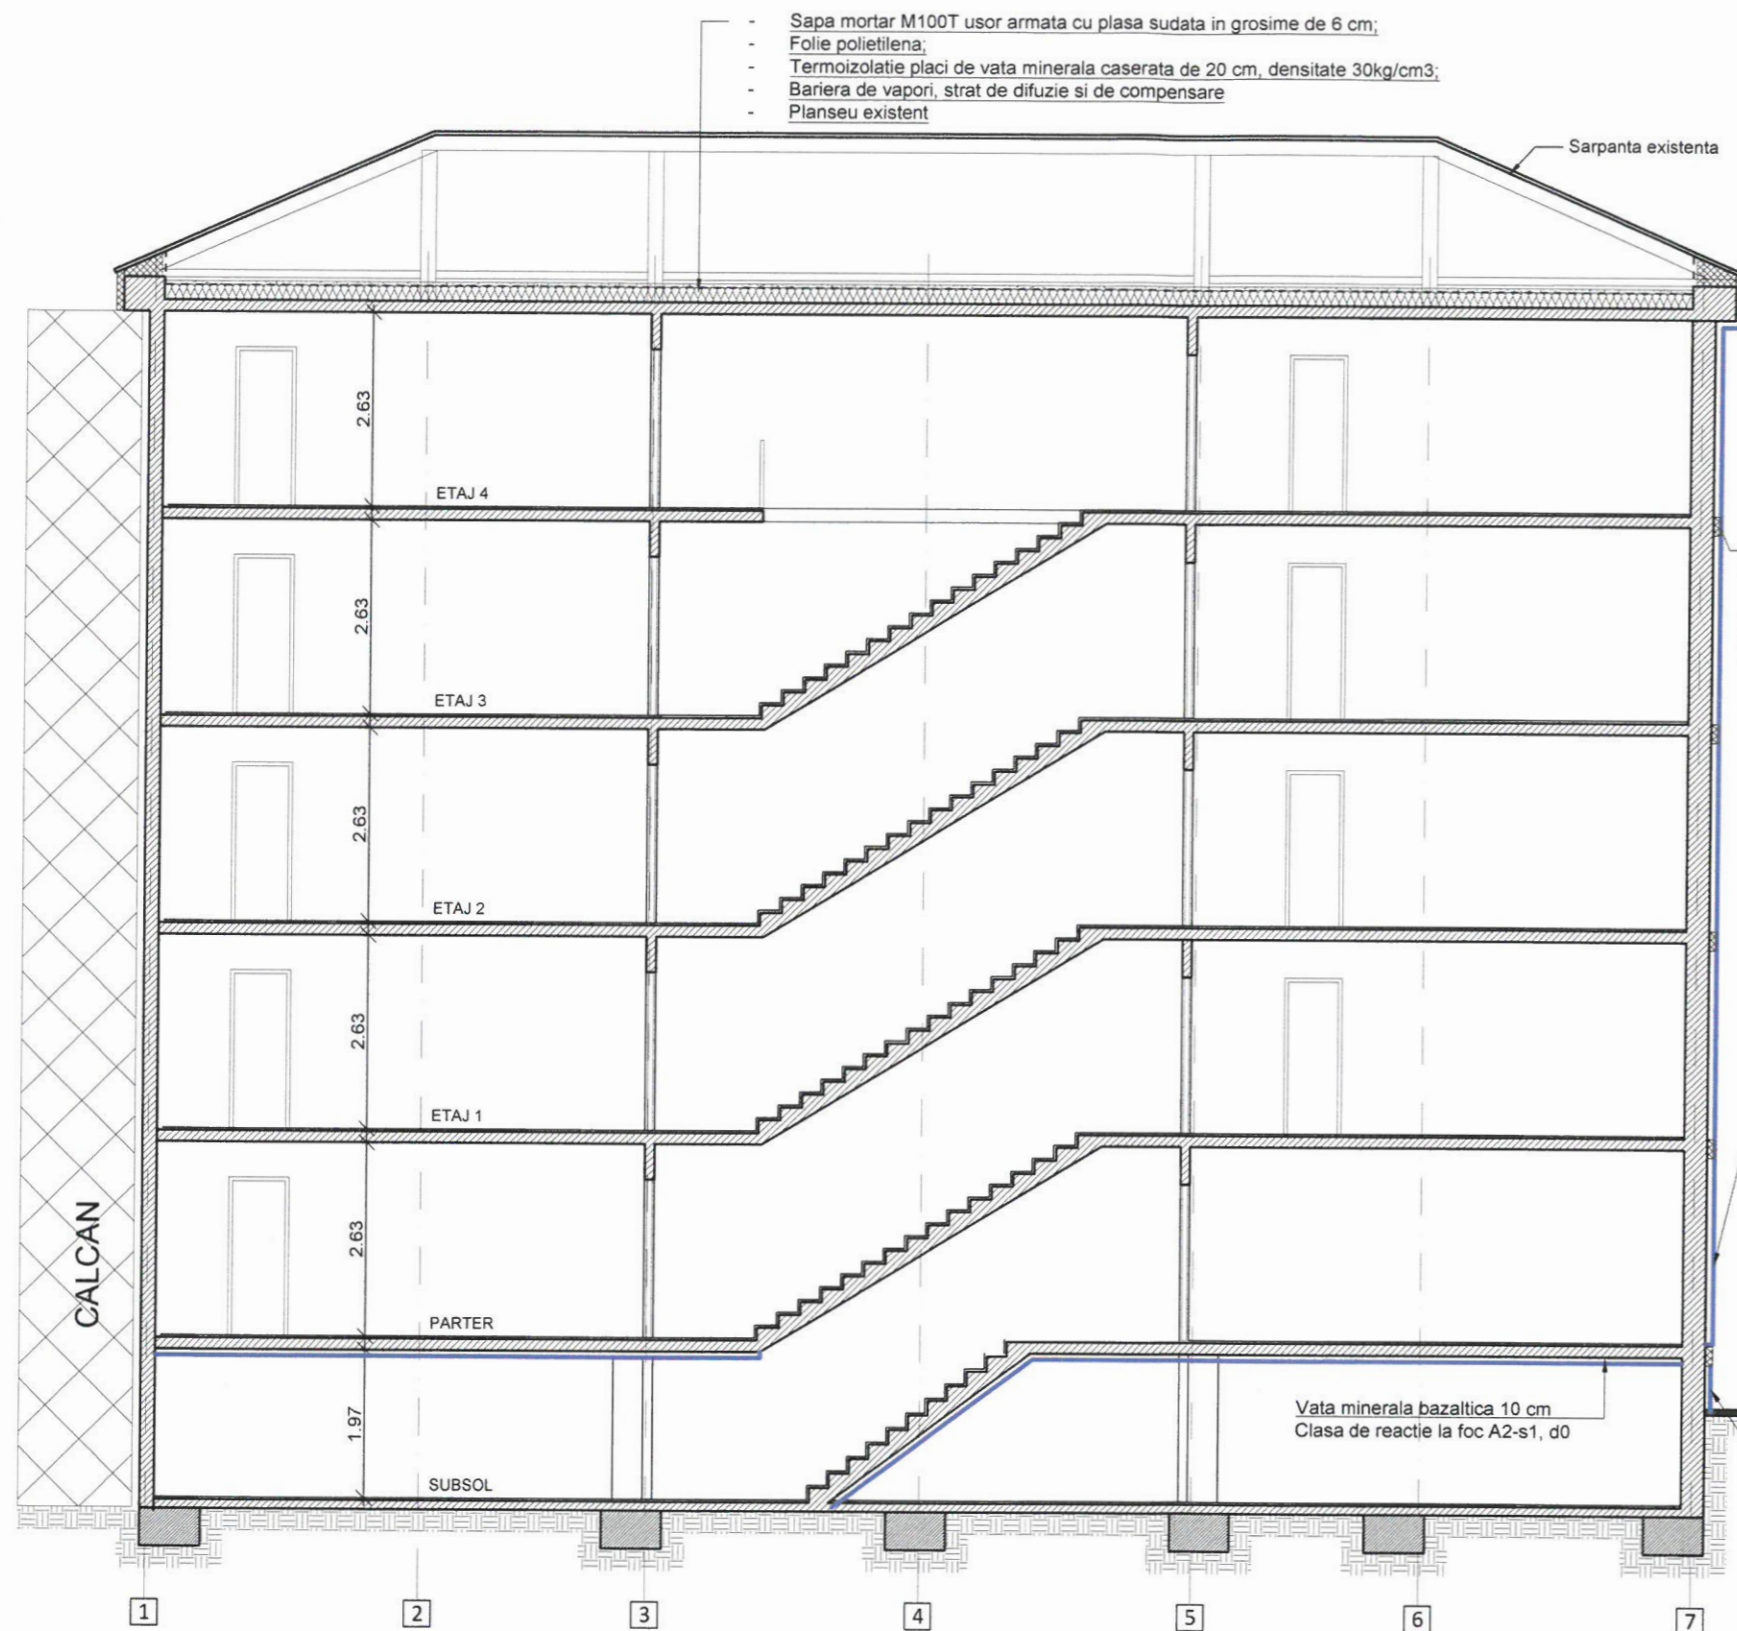 - Sapa mortar M100T usor armata cu plasa sudata in grosime de 6 cm;
- Folie polietilena;
- Termoizolatie placi de vata minerala caserata de 20 cm, densitate 30kg/cm3;
- Bariera de vapori, strat de difuzie si de compensare
- Planseu existent
Sarpanta existenta
2.63
ETAJ 4
2.63
ETAJ 3
2.63
ETAJ 2
2.63
ETAJ 1
CALCAN
2.63
PARTER
1.97
Vata minerala bazaltica 10 cm
Clasa de reactie la foc A2-s1, d0
SUBSOL
1 2 3 4 5 6 7